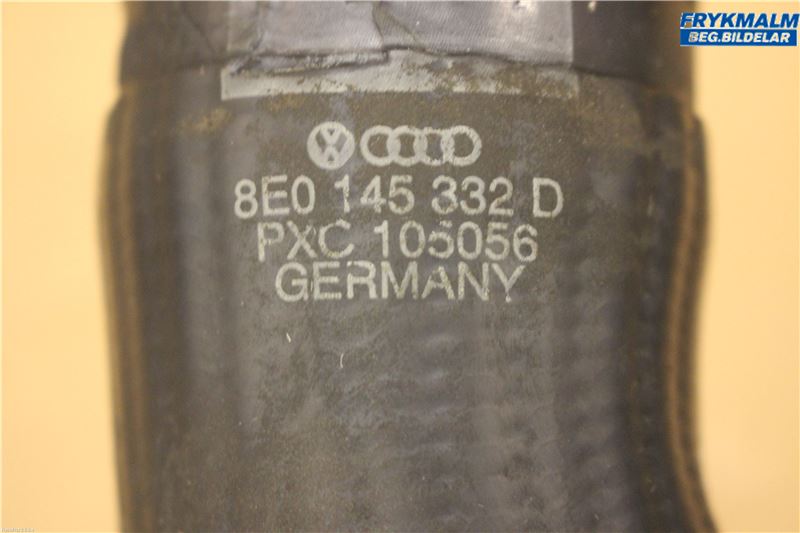 FRYKMALM
BEG.BILDELAR
8E0 145 332 D
PXC 105056
GERMANY